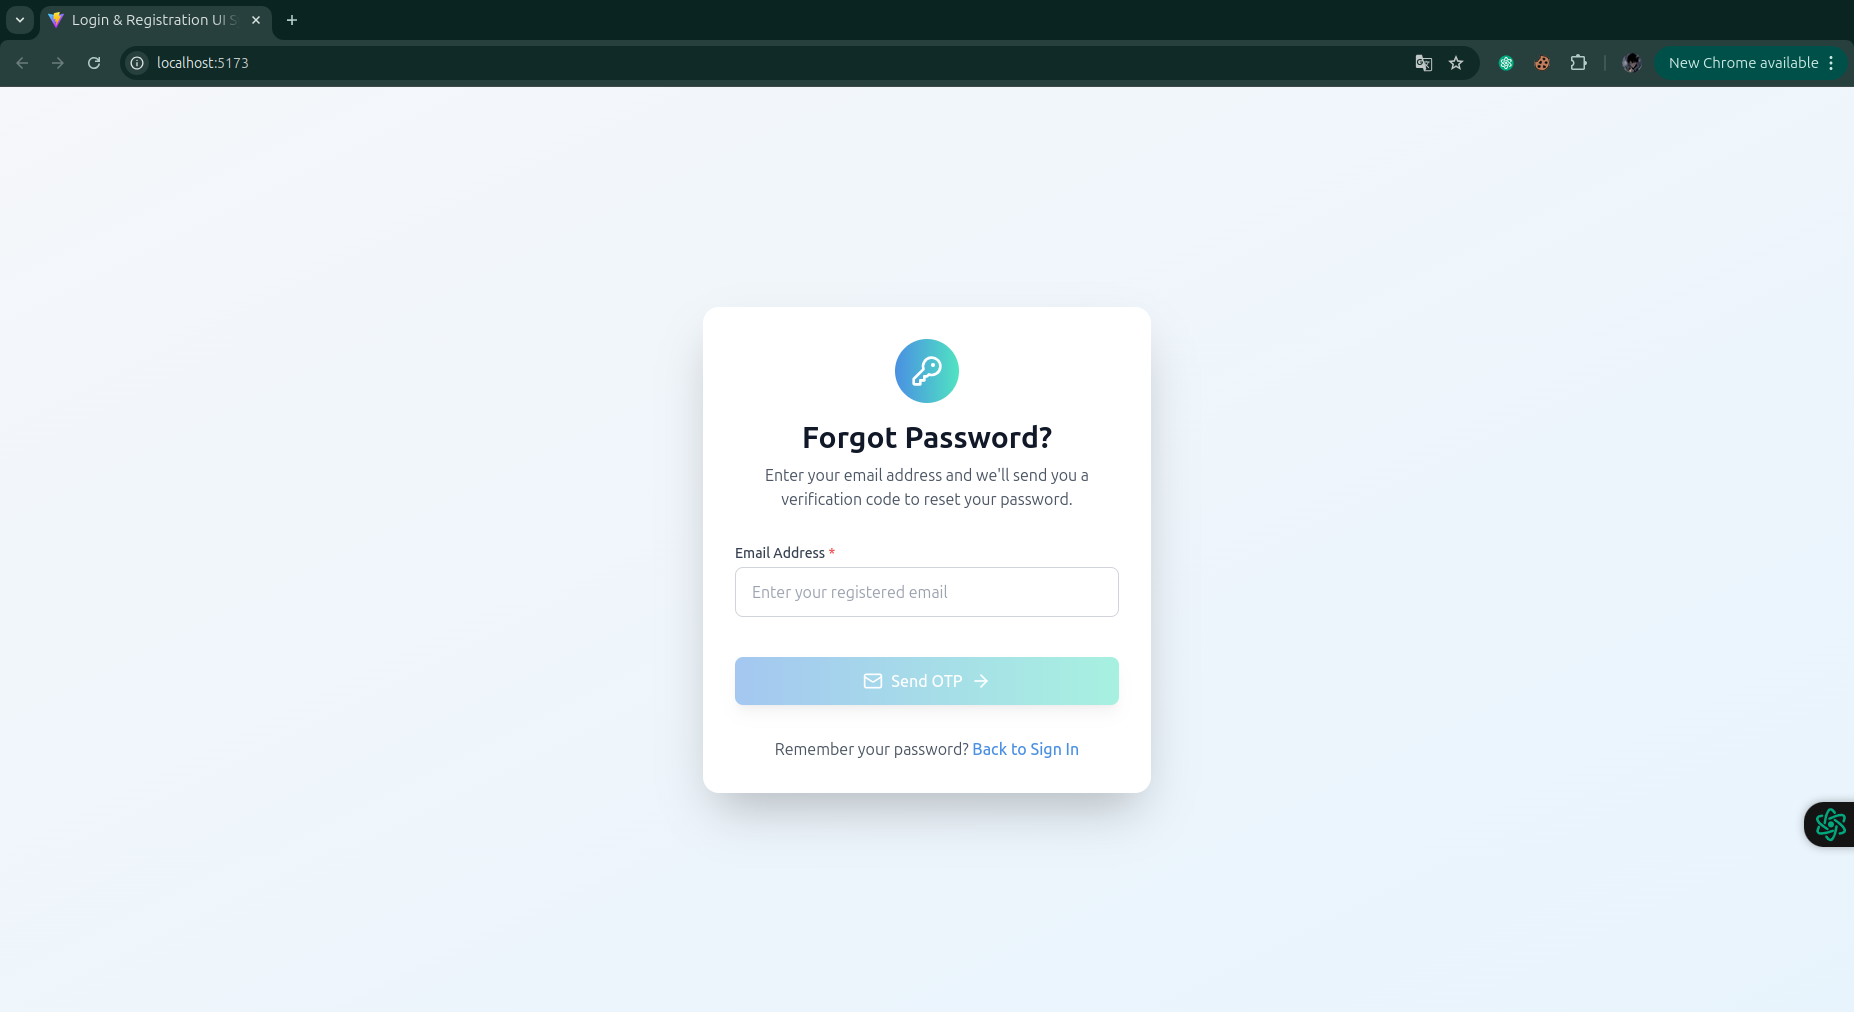 Login & Registration UI S
localhost:5173
New Chrome available
Forgot Password?
Enter your email address and we'll send you a
verification code to reset your password.
Email Address *
Enter your registered email
Send OTP
Remember your password? Back to Sign In